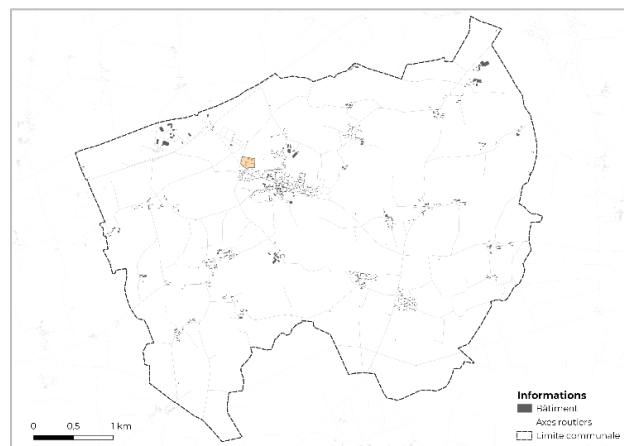 Informations
Bâtiment
Axes routiers
Limite communale
0 0,5 1 km